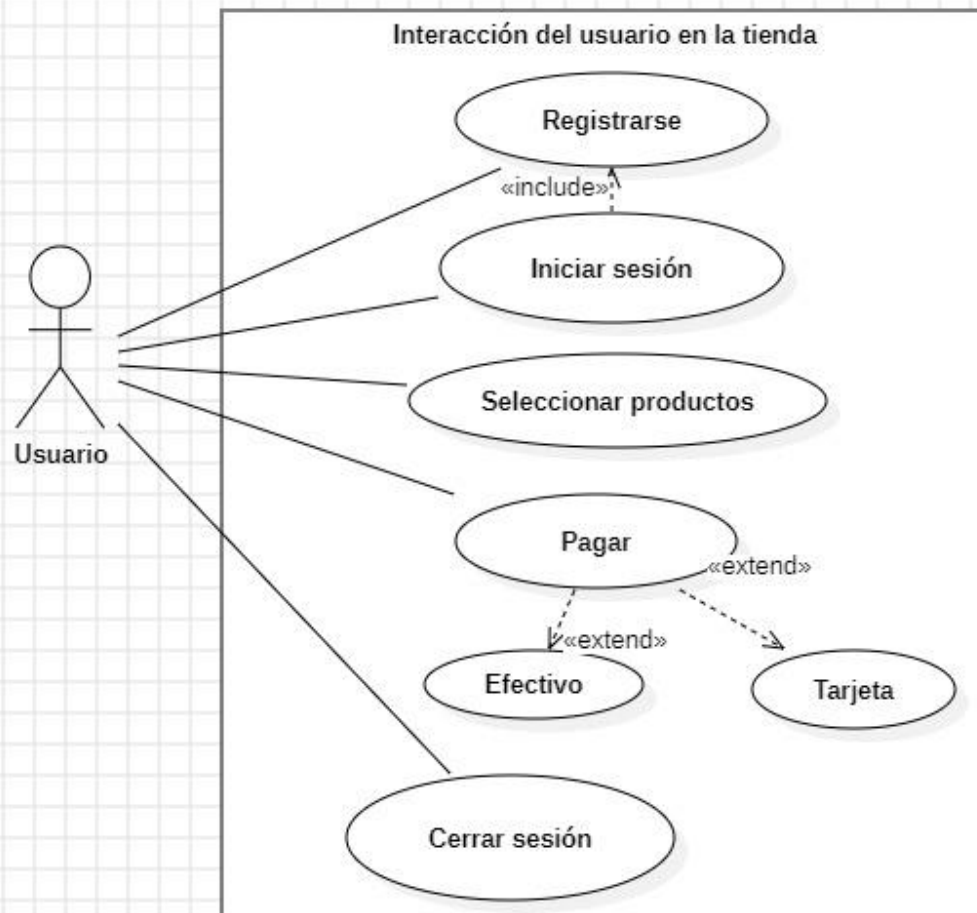 Interacción del usuario en la tienda
Registrarse
«include»
Iniciar sesión
Seleccionar productos
Usuario
Pagar
«extend»
«extend»
Efectivo
Tarjeta
Cerrar sesión